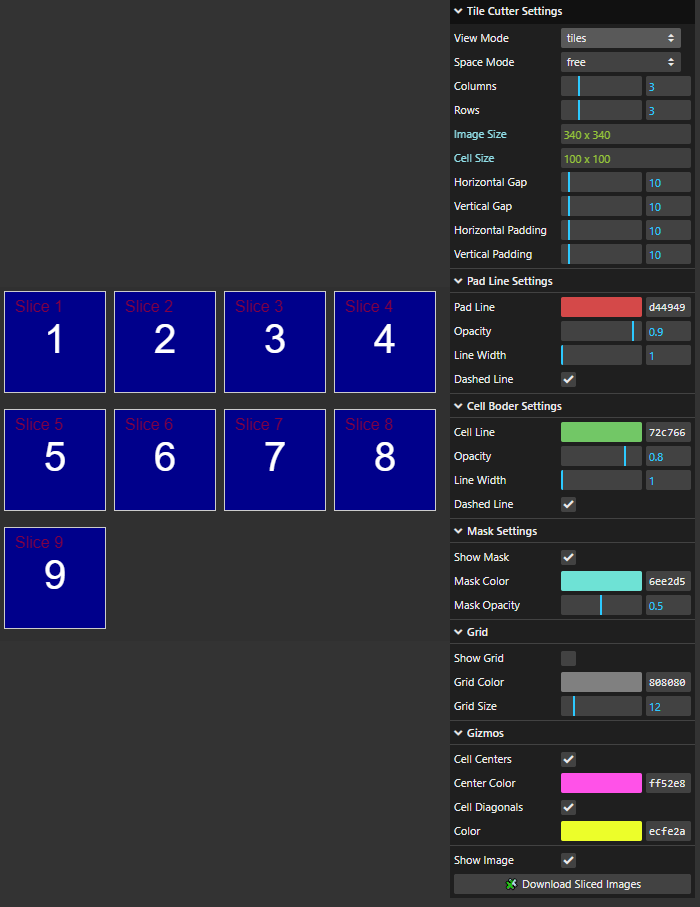 Slice 1 Slice 2 Slice 3 Slice 4
1 2 3 4
Slice 5 Slice 6 Slice 7 Slice 8
5 6 7 8
Slice 9
9
Tile Cutter Settings
View Mode tiles
Space Mode free
Columns 3
Rows 3
Image Size 340 x 340
Cell Size 100 x 100
Horizontal Gap 10
Vertical Gap 10
Horizontal Padding 10
Vertical Padding 10
Pad Line Settings
Pad Line d44949
Opacity 0.9
Line Width 1
Dashed Line
Cell Boder Settings
Cell Line 72c766
Opacity 0.8
Line Width 1
Dashed Line
Mask Settings
Show Mask
Mask Color 6ee2d5
Mask Opacity 0.5
Grid
Show Grid
Grid Color 808080
Grid Size 12
Gizmos
Cell Centers
Center Color ff52e8
Cell Diagonals
Color ecfe2a
Show Image
Download Sliced Images